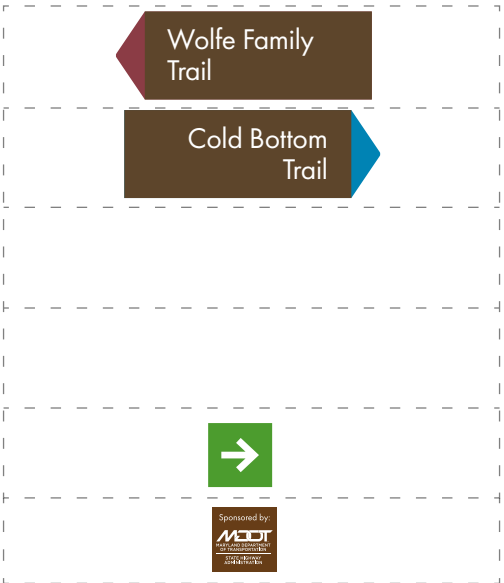 Wolfe Family
Trail
Cold Bottom
Trail
Sponsored by:
MDOT
MARYLAND DEPARTMENT
OF TRANSPORTATION
STATE HIGHWAY
ADMINISTRATION